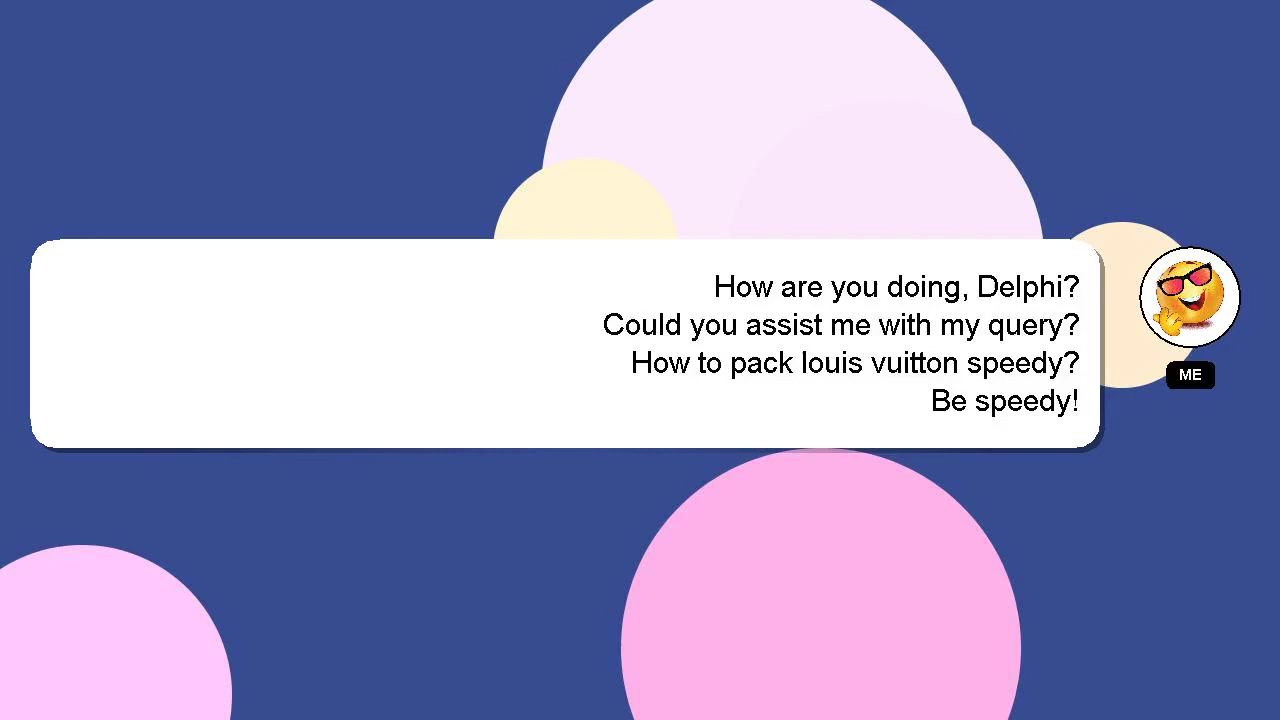 How are you doing, Delphi?
Could you assist me with my query?
How to pack louis vuitton speedy?
Be speedy!
ME